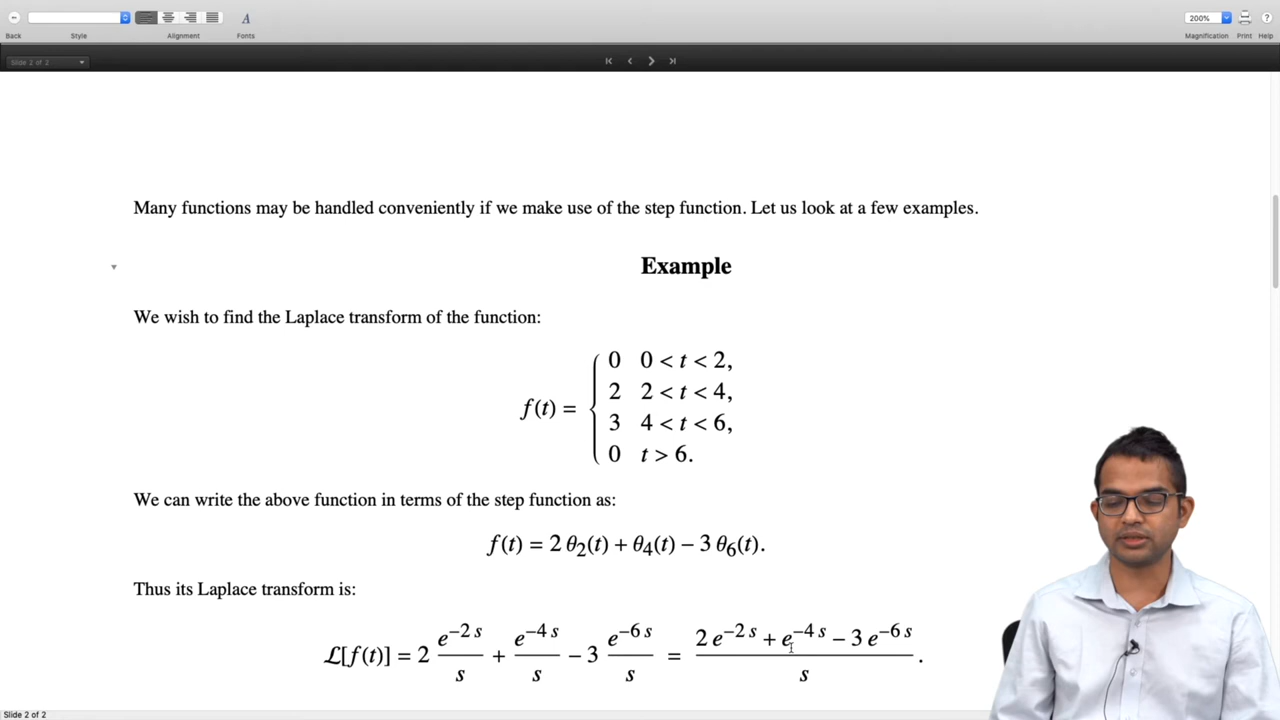 Back Style Alignment Fonts 200% Magnification Print Help
Slide 2 of 2
Many functions may be handled conveniently if we make use of the step function. Let us look at a few examples.
Example
We wish to find the Laplace transform of the function:
f(t) = { 0 0 < t < 2,
2 2 < t < 4,
3 4 < t < 6,
0 t > 6.
We can write the above function in terms of the step function as:
f(t) = 2 θ₂(t) + θ₄(t) − 3 θ₆(t).
Thus its Laplace transform is:
ℒ[f(t)] = 2 e^{−2 s}/s + e^{−4 s}/s − 3 e^{−6 s}/s = (2 e^{−2 s} + e^{−4 s} − 3 e^{−6 s})/s .
Slide 2 of 2